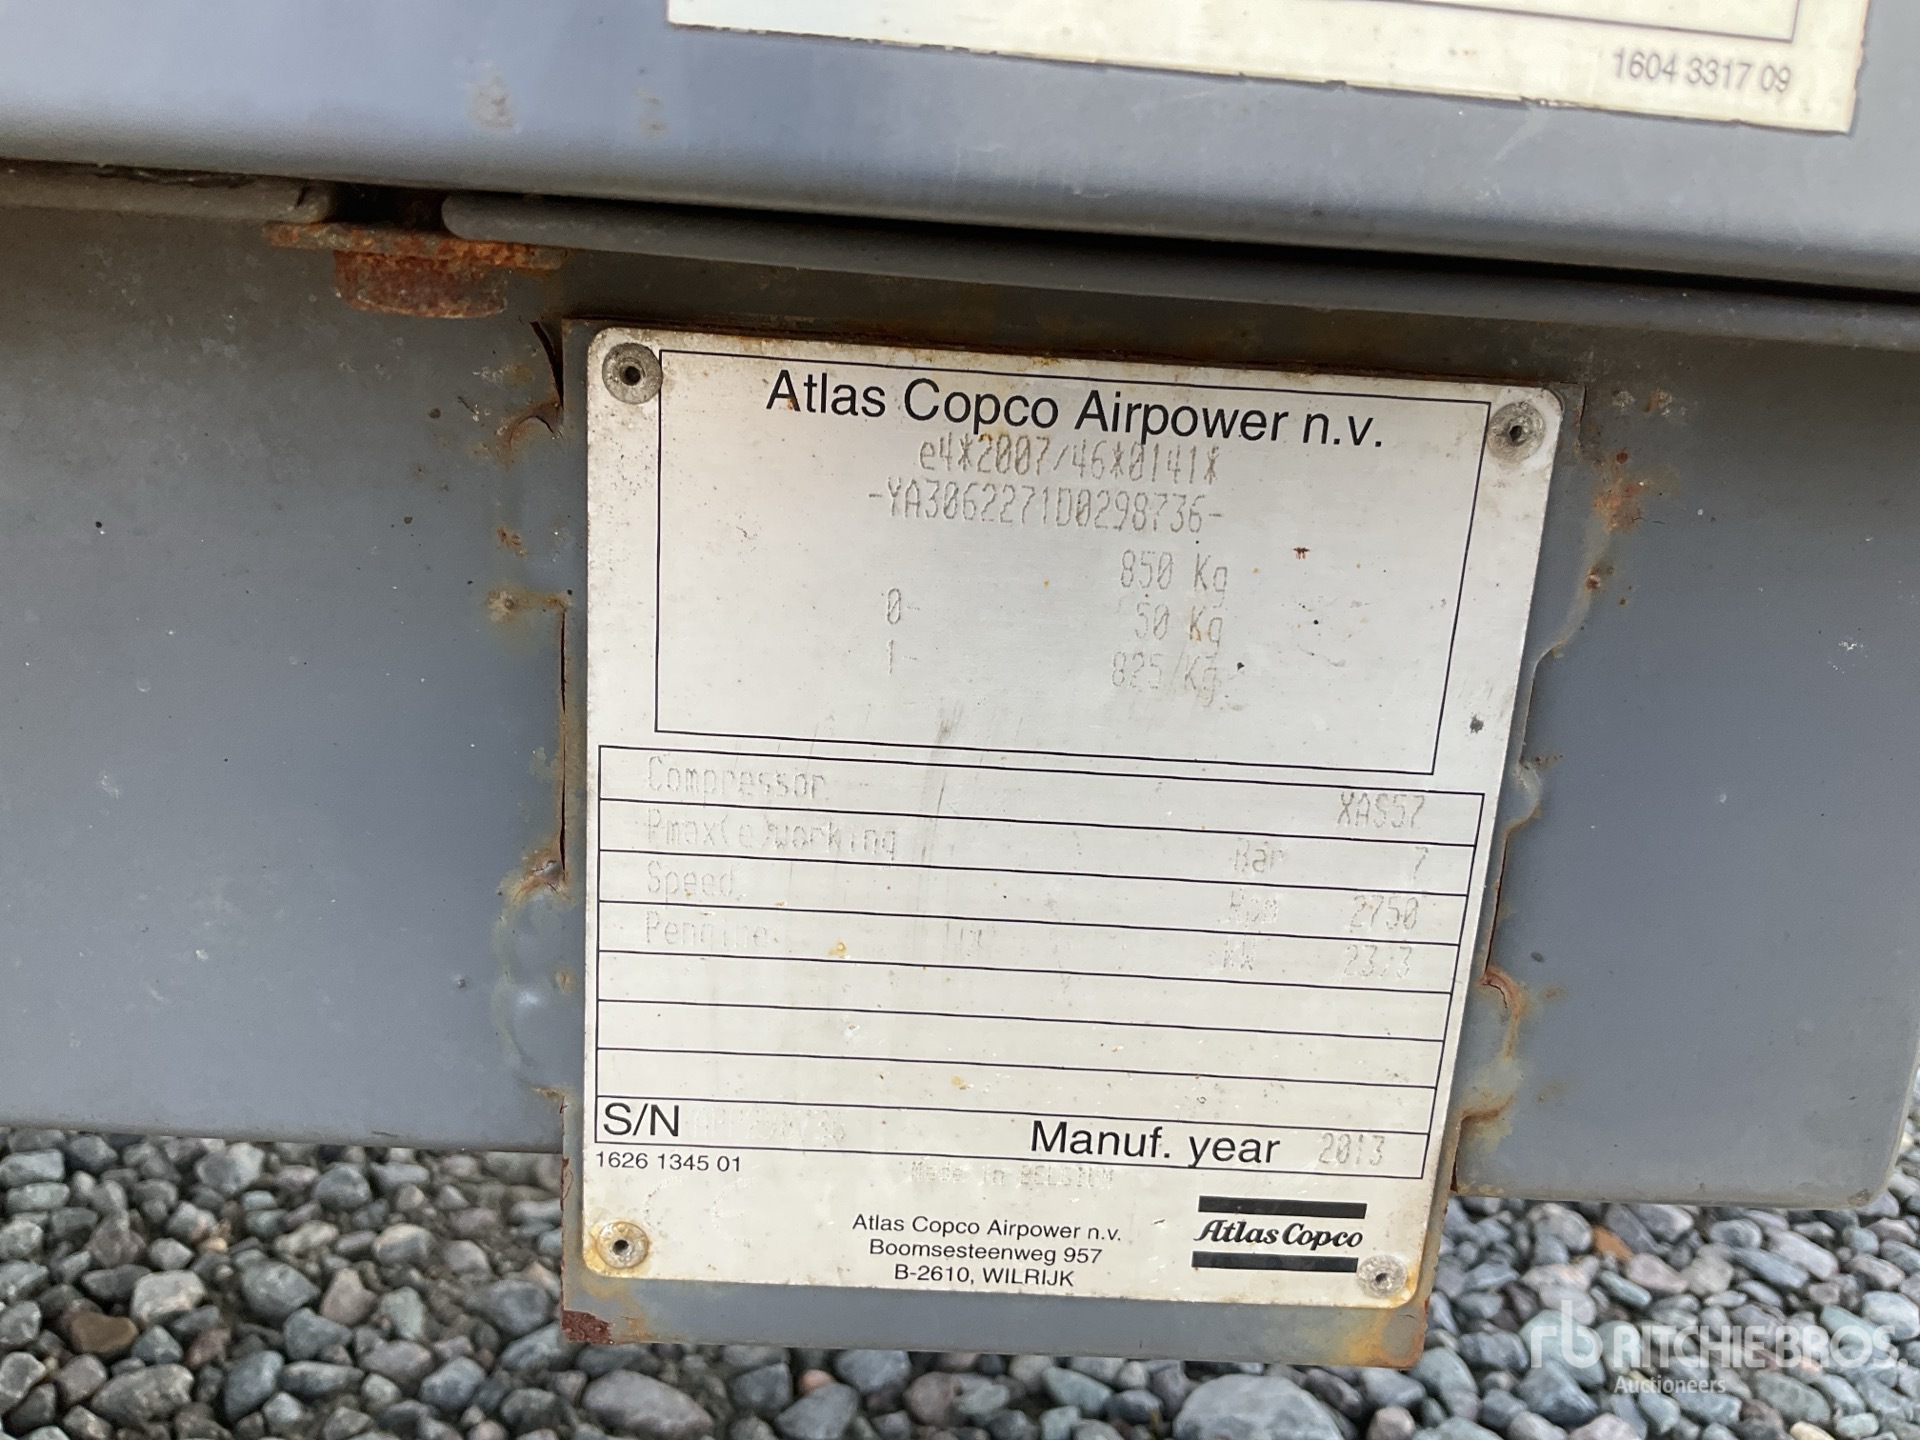 1604 3317 09
Atlas Copco Airpower n.v.
e4*2007/46*0141*
-YA3062271D0298736-
850 Kg
0- 50 Kg
1- 825 Kg
Compressor XAS57
Pmax(e)working Bar 7
Speed Rpm 2750
Pengine kW 23,3
S/N Manuf. year 2013
1626 1345 01
Made in BELGIUM
Atlas Copco Airpower n.v.
Boomsesteenweg 957
B-2610, WILRIJK
Atlas Copco
rb RITCHIE BROS.
Auctioneers